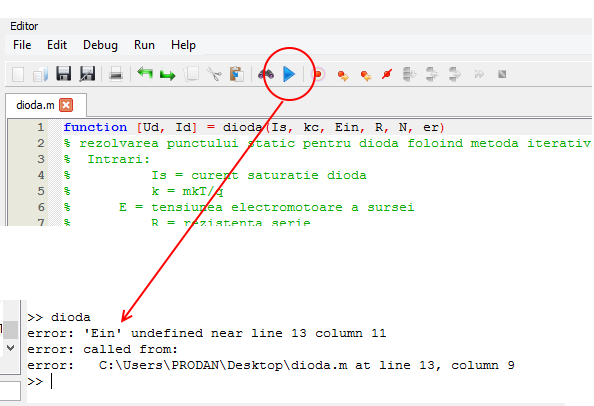 Editor
File Edit Debug Run Help
dioda.m
1 function [Ud, Id] = dioda(Is, kc, Ein, R, N, er)
2 % rezolvarea punctului static pentru dioda foloind metoda iterativ
3 % Intrari:
4 % Is = curent saturatie dioda
5 % k = mkT/q
6 % E = tensiunea electromotoare a sursei
7 % R = rezistenta serie
>> dioda
error: 'Ein' undefined near line 13 column 11
error: called from:
error: C:\Users\PRODAN\Desktop\dioda.m at line 13, column 9
>>